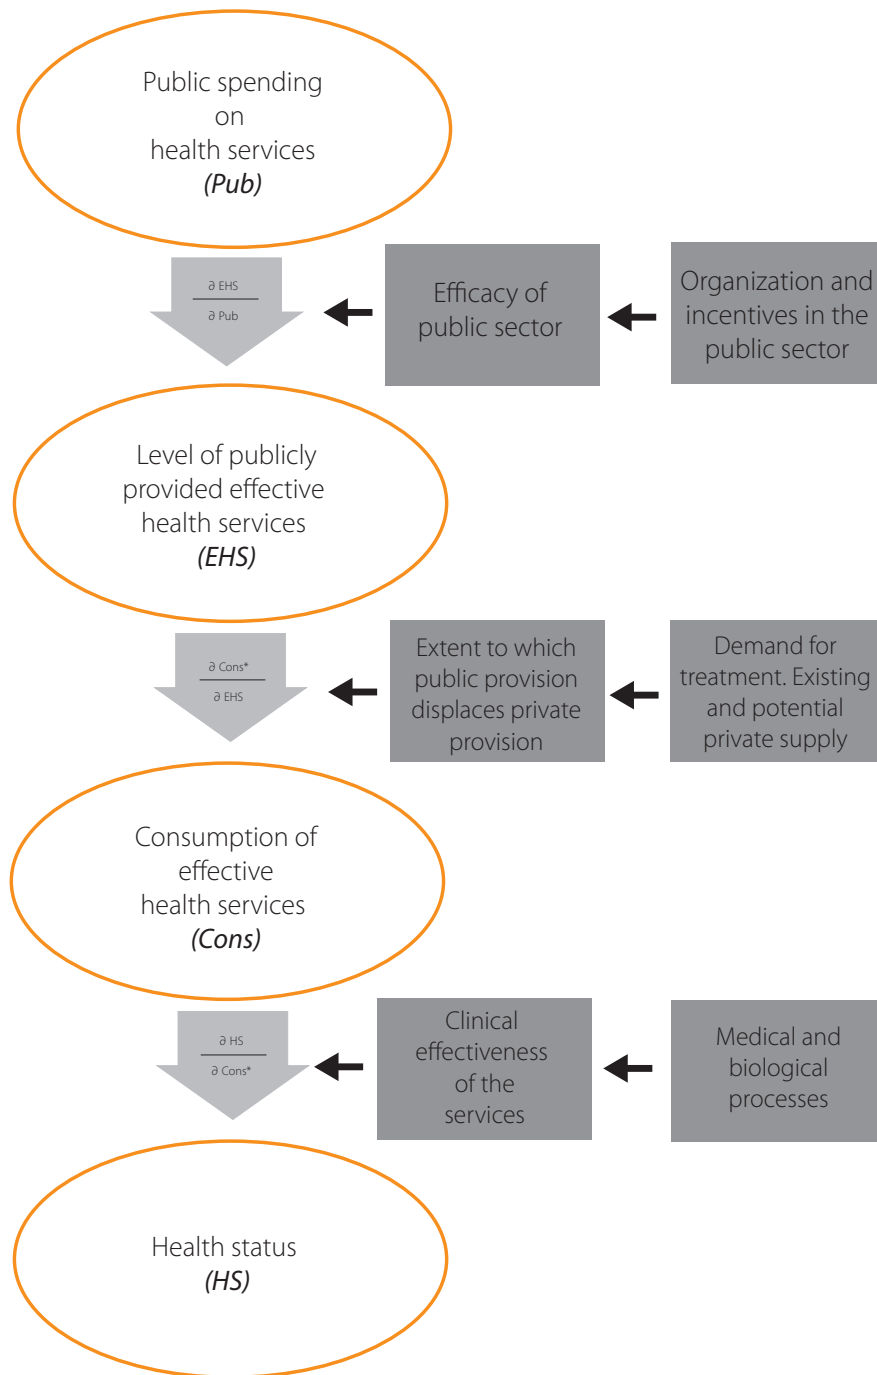 Public spending
on
health services
(Pub)
∂ EHS
∂ Pub
Efficacy of
public sector
Organization and
incentives in the
public sector
Level of publicly
provided effective
health services
(EHS)
∂ Cons*
∂ EHS
Extent to which
public provision
displaces private
provision
Demand for
treatment. Existing
and potential
private supply
Consumption of
effective
health services
(Cons)
∂ HS
∂ Cons*
Clinical
effectiveness
of the
services
Medical and
biological
processes
Health status
(HS)